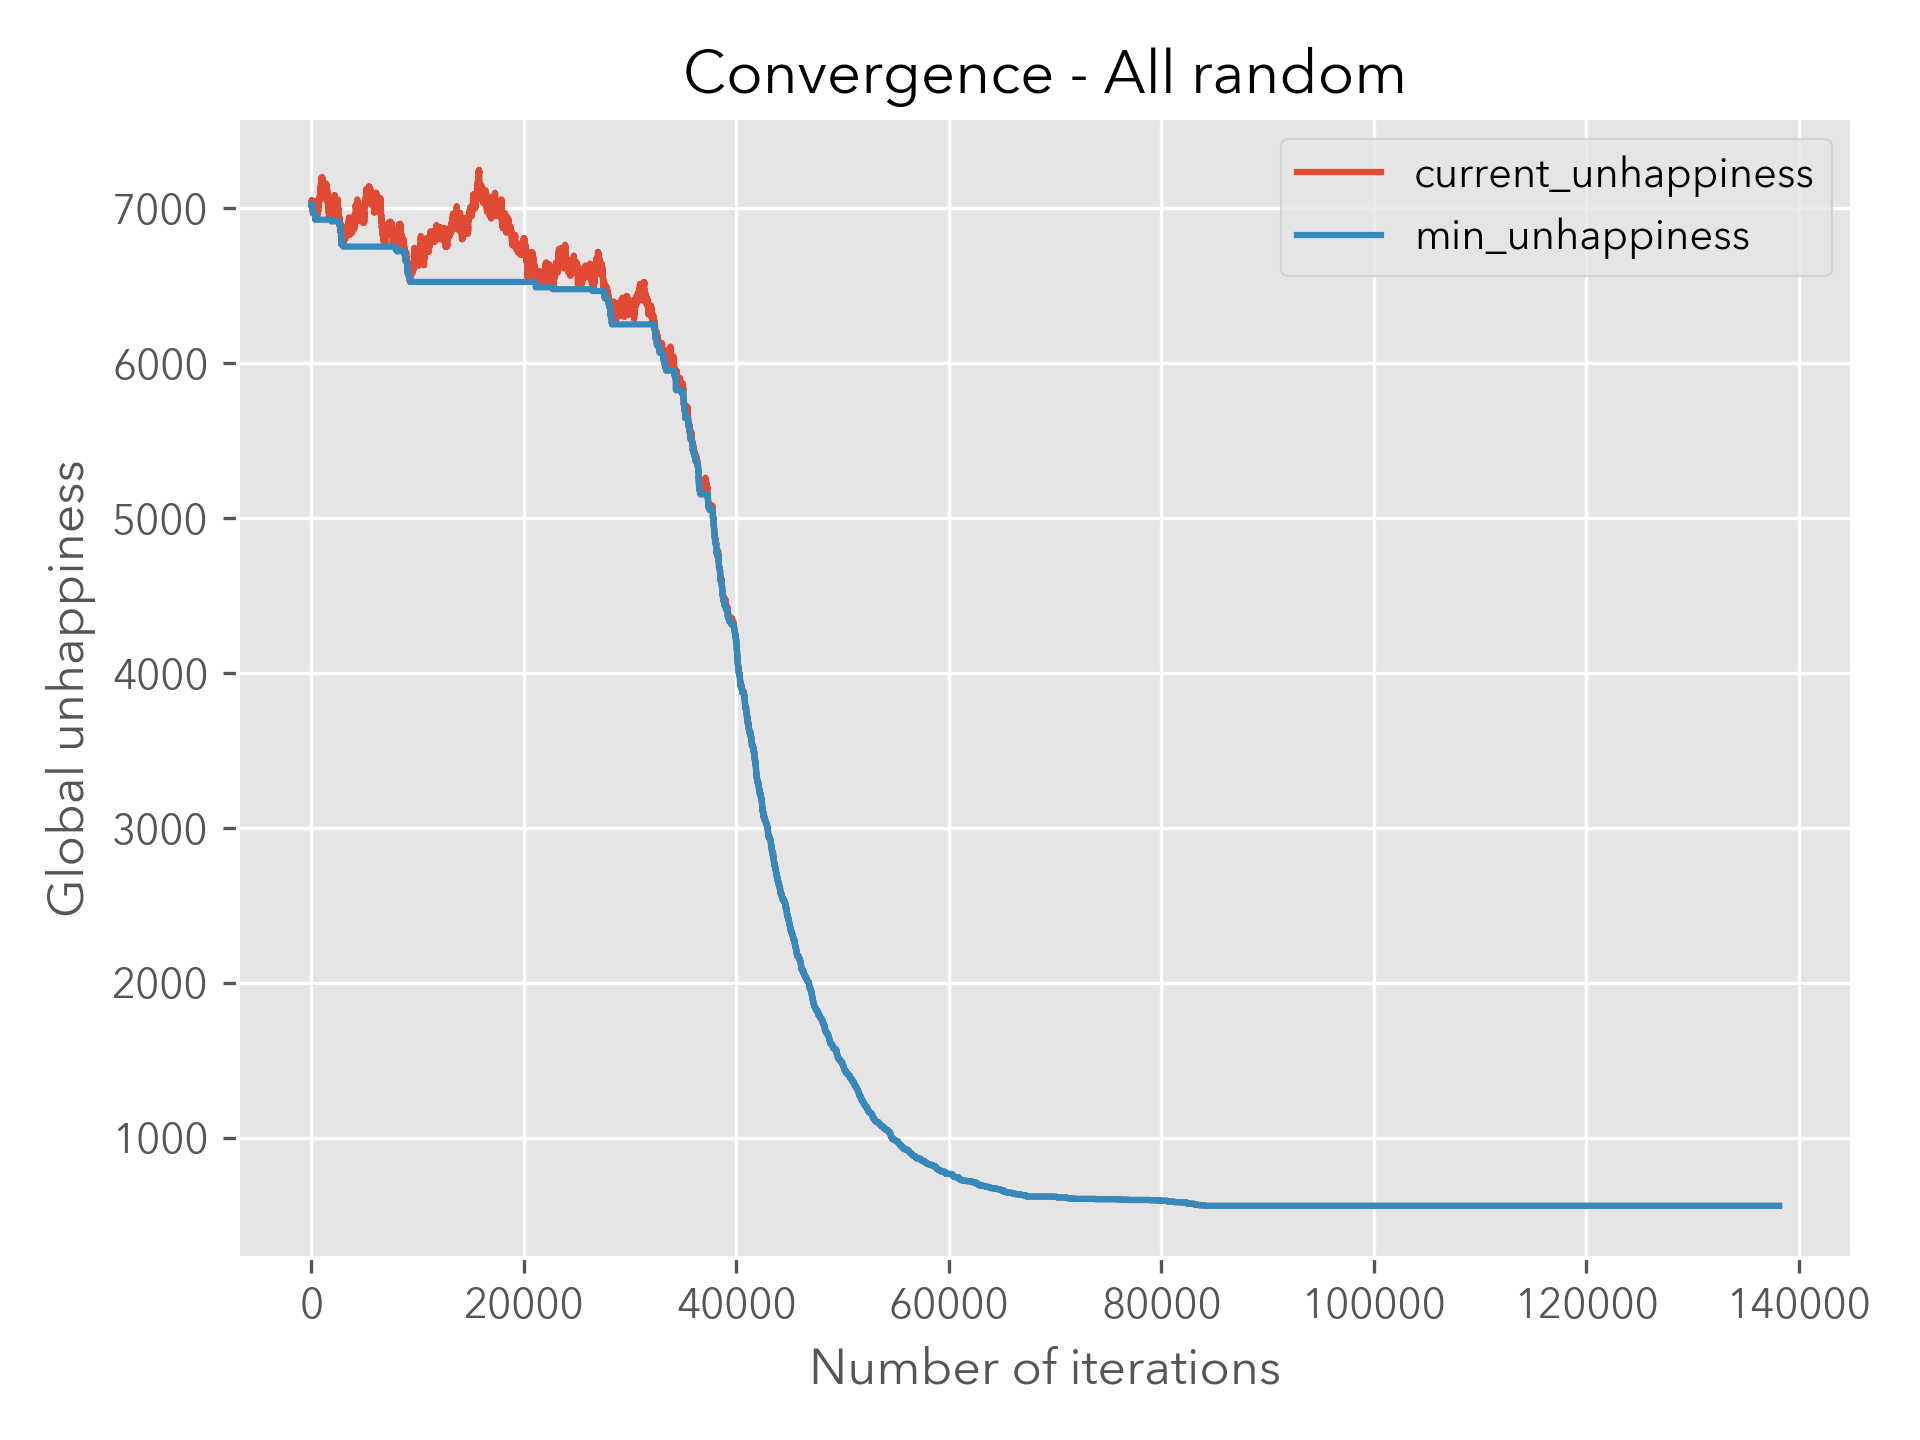 Convergence - All random
current_unhappiness
min_unhappiness
Global unhappiness
7000
6000
5000
4000
3000
2000
1000
0 20000 40000 60000 80000 100000 120000 140000
Number of iterations